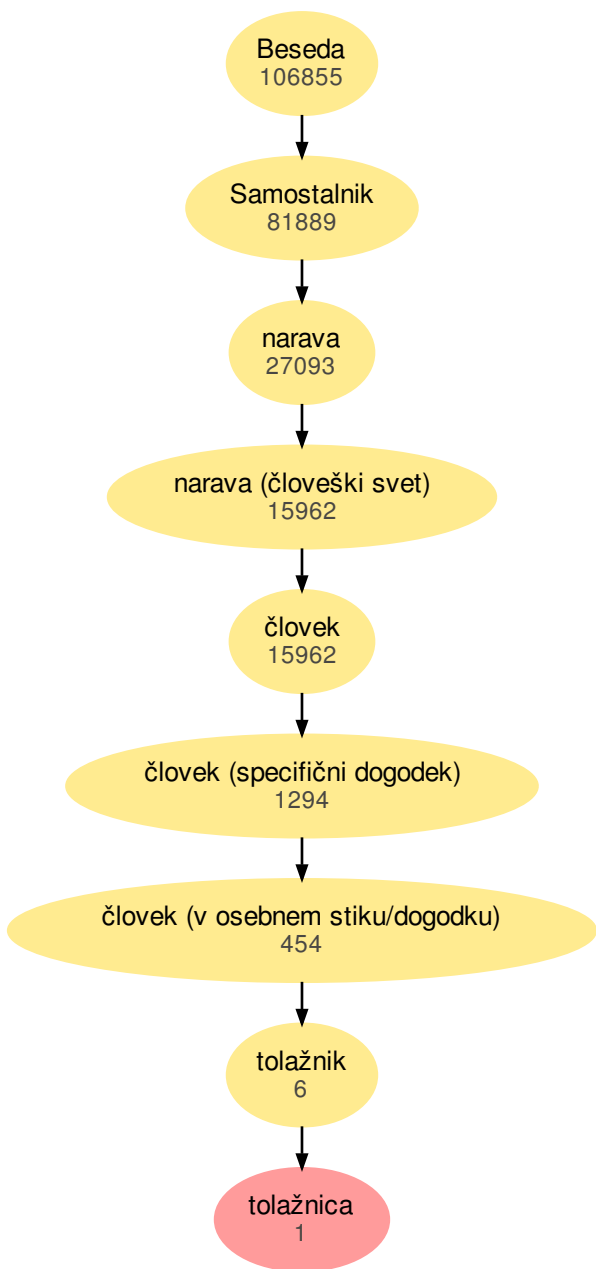 Beseda
106855
Samostalnik
81889
narava
27093
narava (človeški svet)
15962
človek
15962
človek (specifični dogodek)
1294
človek (v osebnem stiku/dogodku)
454
tolažnik
6
tolažnica
1